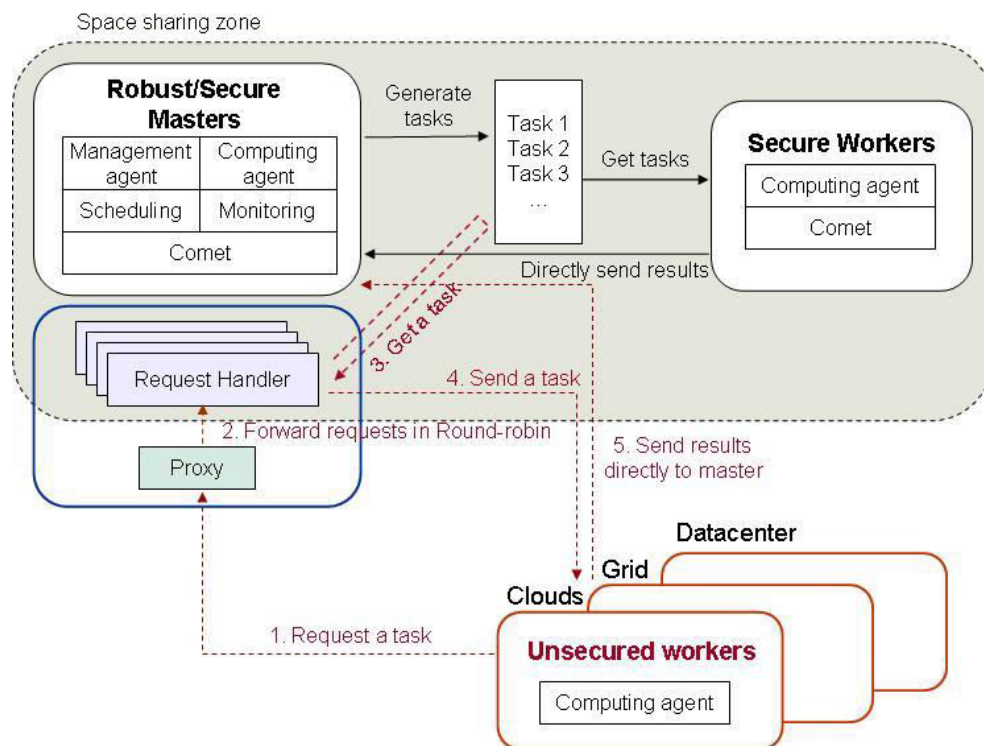 Space sharing zone
Robust/Secure
Masters
Management
agent
Computing
agent
Scheduling
Monitoring
Comet
Generate
tasks
Task 1
Task 2
Task 3
...
Get tasks
Secure Workers
Computing agent
Comet
Directly send results
3. Get a task
Request Handler
4. Send a task
2. Forward requests in Round-robin
Proxy
5. Send results
directly to master
Datacenter
Grid
Clouds
1. Request a task
Unsecured workers
Computing agent